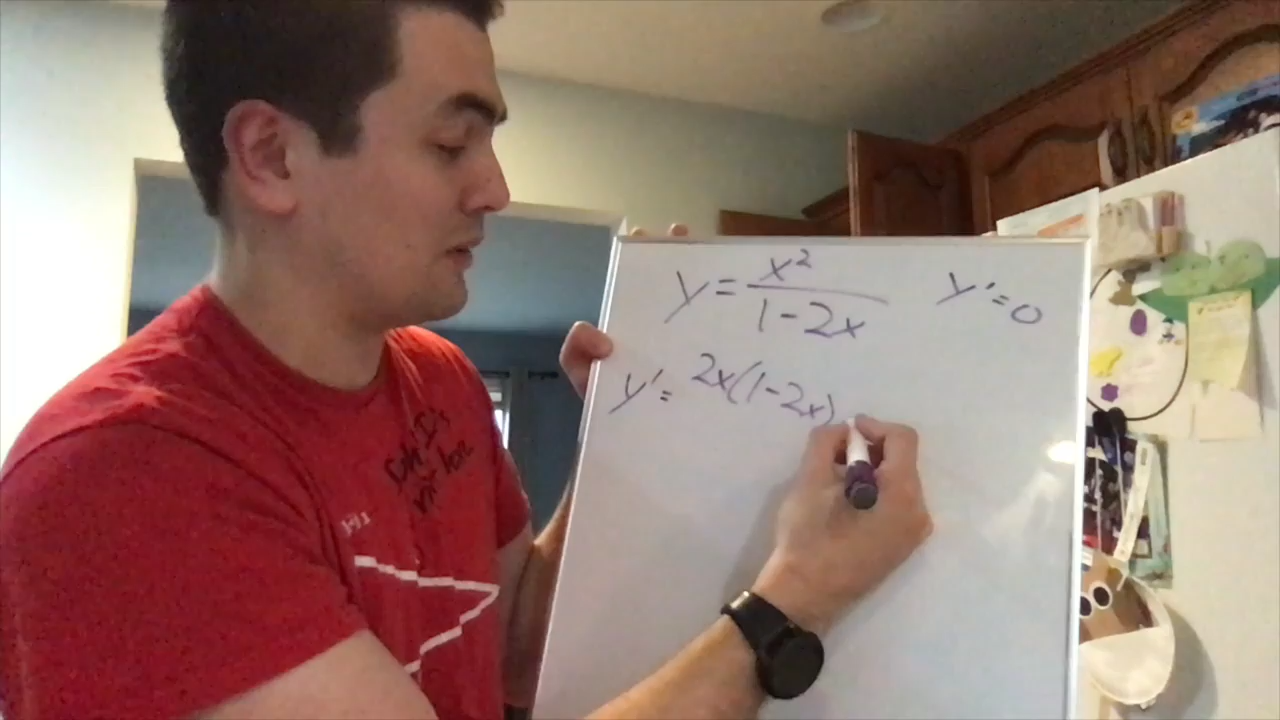 y = x²/(1-2x)    y' = 0
y' = 2x(1-2x)